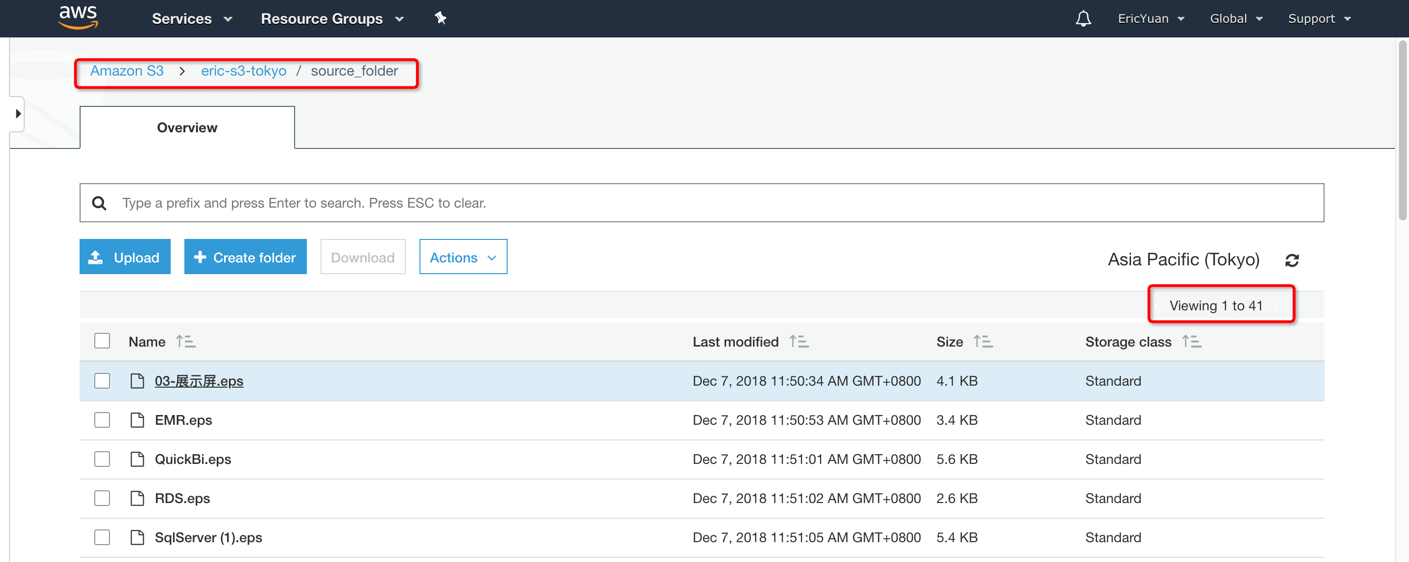 aws Services Resource Groups EricYuan Global Support
Amazon S3 > eric-s3-tokyo / source_folder
Overview
Type a prefix and press Enter to search. Press ESC to clear.
Upload + Create folder Download Actions
Asia Pacific (Tokyo)
Viewing 1 to 41
Name Last modified Size Storage class
03-展示屏.eps Dec 7, 2018 11:50:34 AM GMT+0800 4.1 KB Standard
EMR.eps Dec 7, 2018 11:50:53 AM GMT+0800 3.4 KB Standard
QuickBi.eps Dec 7, 2018 11:51:01 AM GMT+0800 5.6 KB Standard
RDS.eps Dec 7, 2018 11:51:02 AM GMT+0800 2.6 KB Standard
SqlServer (1).eps Dec 7, 2018 11:51:05 AM GMT+0800 5.4 KB Standard